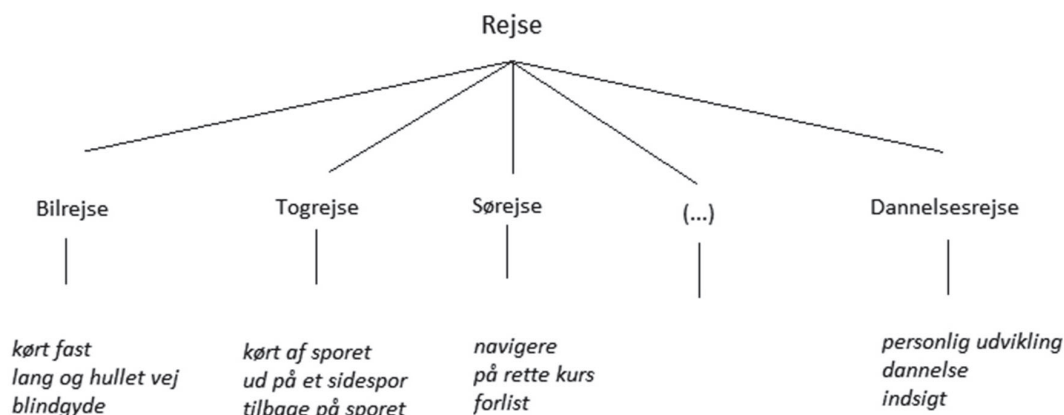 Rejse
Bilrejse
Togrejse
Sørejse
(...)
Dannelsesrejse
kørt fast
lang og hullet vej
blindgyde
kørt af sporet
ud på et sidespor
tilbage på sporet
navigere
på rette kurs
forlist
personlig udvikling
dannelse
indsigt